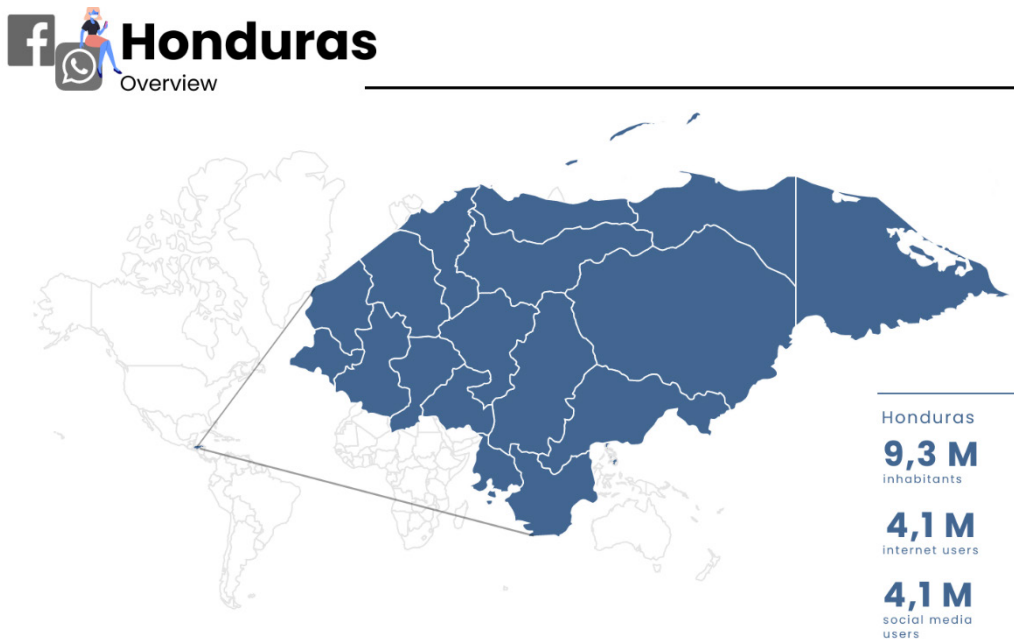 Honduras
Overview
Honduras
9,3 M
inhabitants
4,1 M
internet users
4,1 M
social media
users